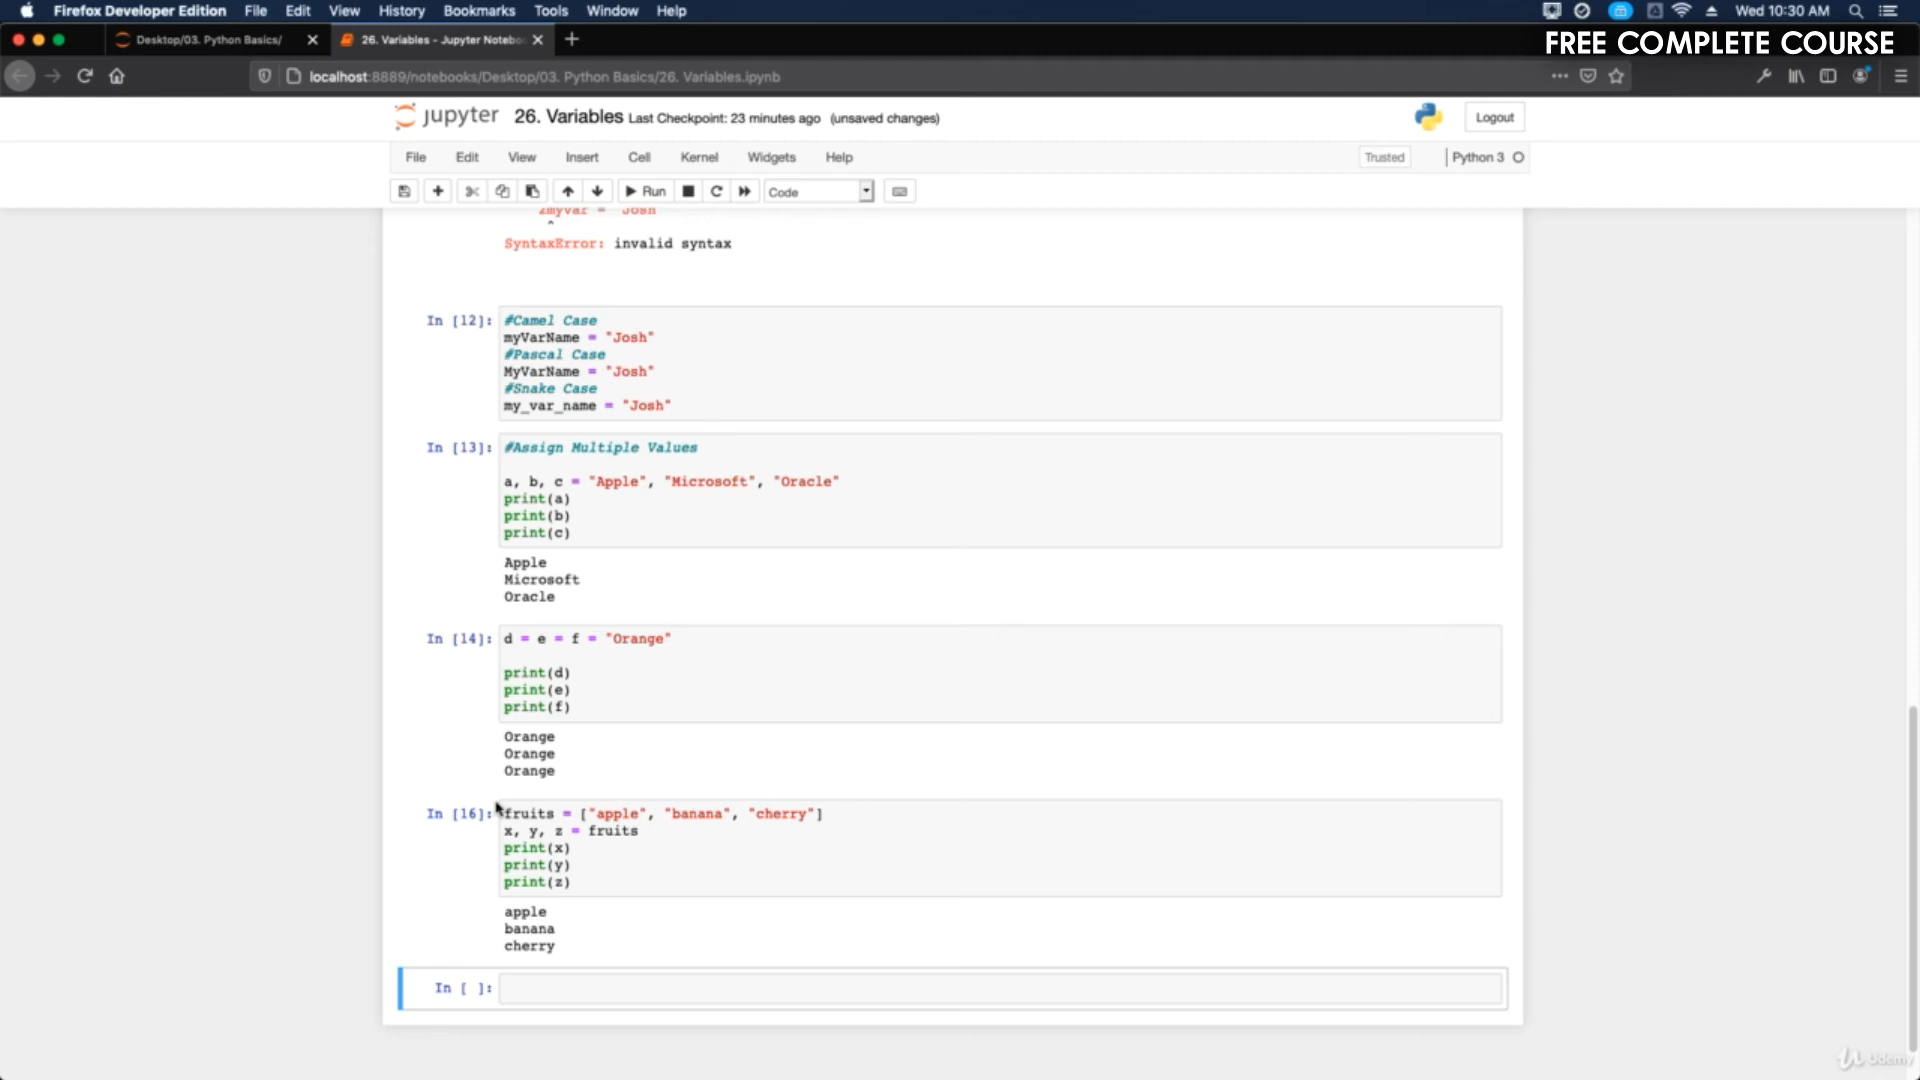 Firefox Developer Edition File Edit View History Bookmarks Tools Window Help Wed 10:30 AM
Desktop/03. Python Basics/ 26. Variables - Jupyter Notebo
FREE COMPLETE COURSE
localhost:8889/notebooks/Desktop/03. Python Basics/26. Variables.ipynb
jupyter 26. Variables Last Checkpoint: 23 minutes ago (unsaved changes) Logout
File Edit View Insert Cell Kernel Widgets Help Trusted Python 3
Run Code
2myvar = "Josh"
^
SyntaxError: invalid syntax
In [12]: #Camel Case
myVarName = "Josh"
#Pascal Case
MyVarName = "Josh"
#Snake Case
my_var_name = "Josh"
In [13]: #Assign Multiple Values
a, b, c = "Apple", "Microsoft", "Oracle"
print(a)
print(b)
print(c)
Apple
Microsoft
Oracle
In [14]: d = e = f = "Orange"
print(d)
print(e)
print(f)
Orange
Orange
Orange
In [16]: fruits = ["apple", "banana", "cherry"]
x, y, z = fruits
print(x)
print(y)
print(z)
apple
banana
cherry
In [ ]:
Udemy